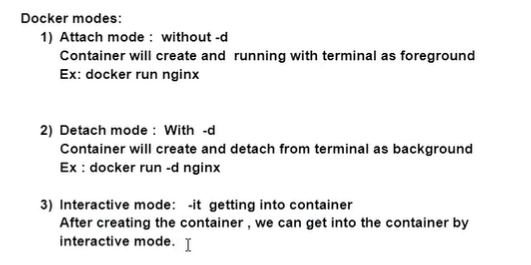 Docker modes:
1) Attach mode : without -d
Container will create and running with terminal as foreground
Ex: docker run nginx
2) Detach mode : With -d
Container will create and detach from terminal as background
Ex : docker run -d nginx
3) Interactive mode: -it getting into container
After creating the container , we can get into the container by
interactive mode.